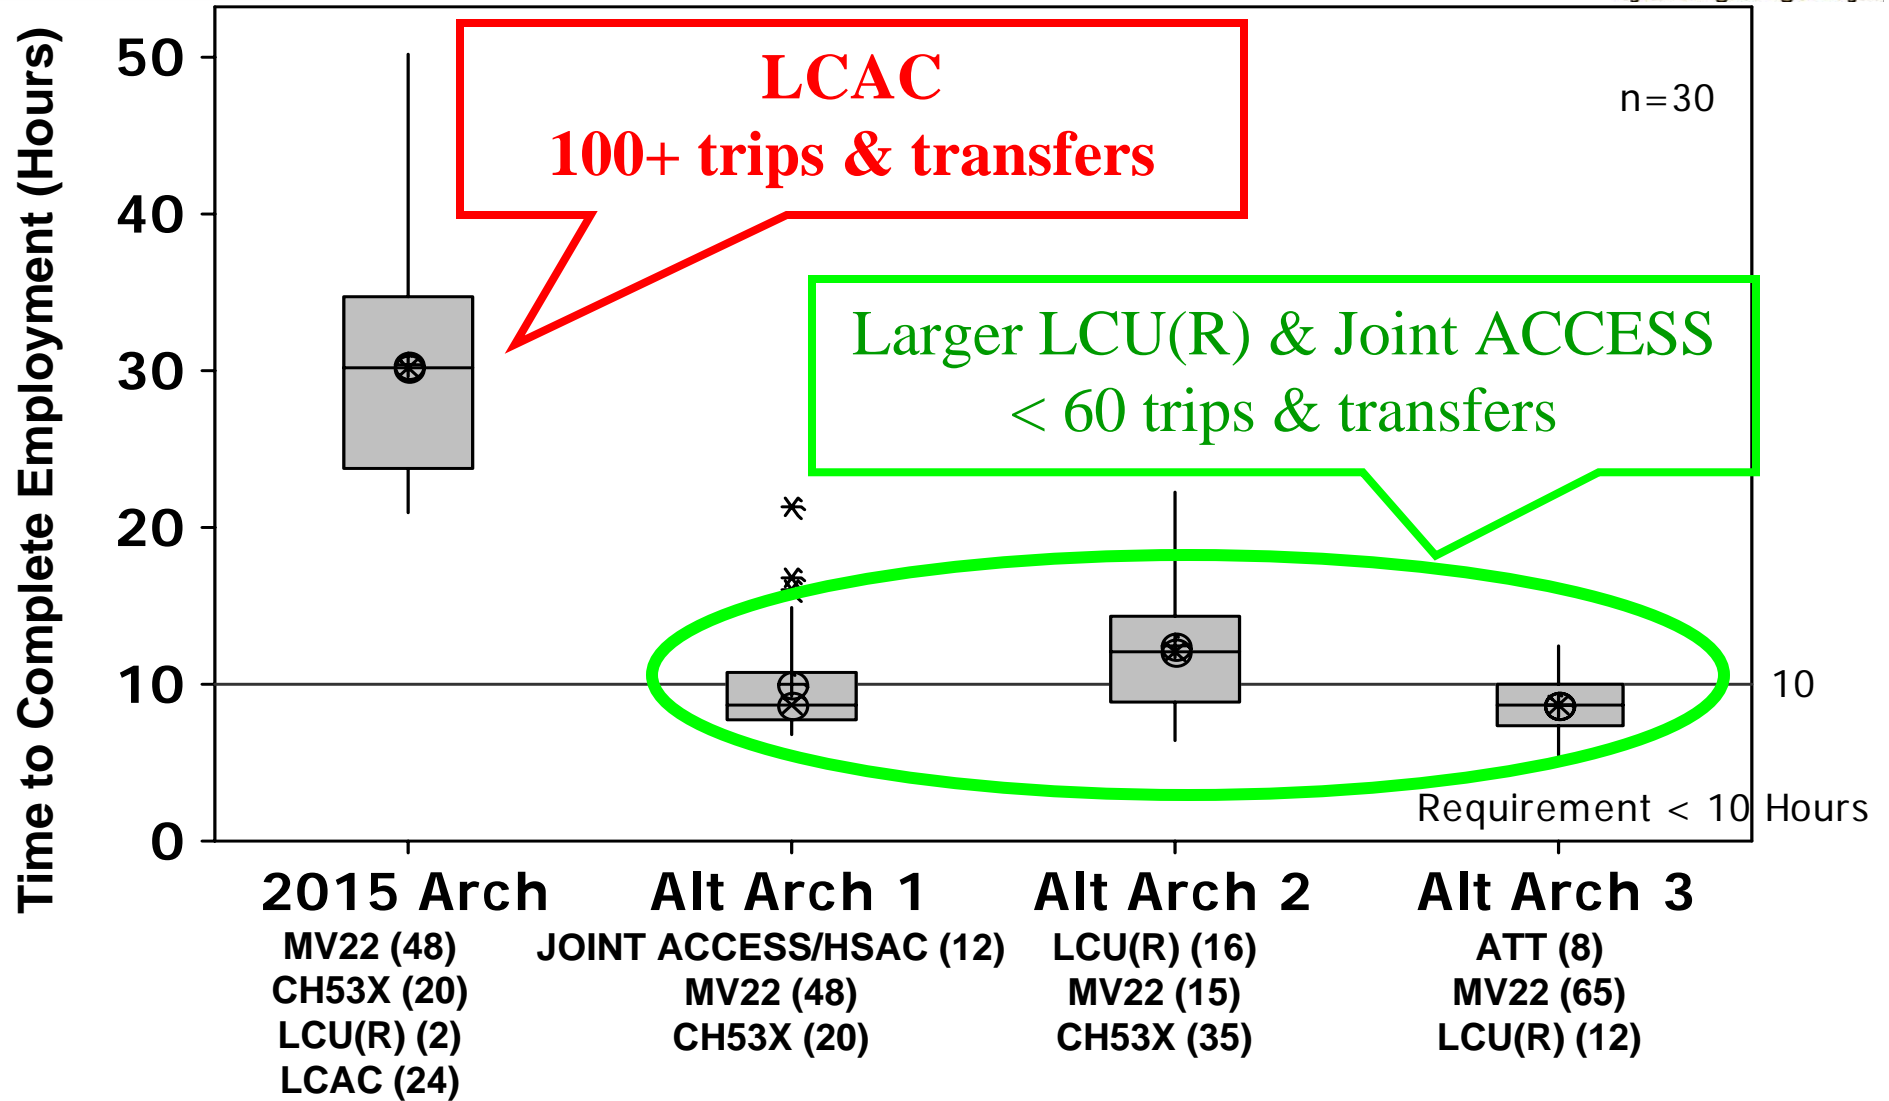 Time to Complete Employment (Hours)
50
40
30
20
10
0
LCAC
100+ trips & transfers
n=30
Larger LCU(R) & Joint ACCESS
< 60 trips & transfers
10
Requirement < 10 Hours
2015 Arch
MV22 (48)
CH53X (20)
LCU(R) (2)
LCAC (24)
Alt Arch 1
JOINT ACCESS/HSAC (12)
MV22 (48)
CH53X (20)
Alt Arch 2
LCU(R) (16)
MV22 (15)
CH53X (35)
Alt Arch 3
ATT (8)
MV22 (65)
LCU(R) (12)